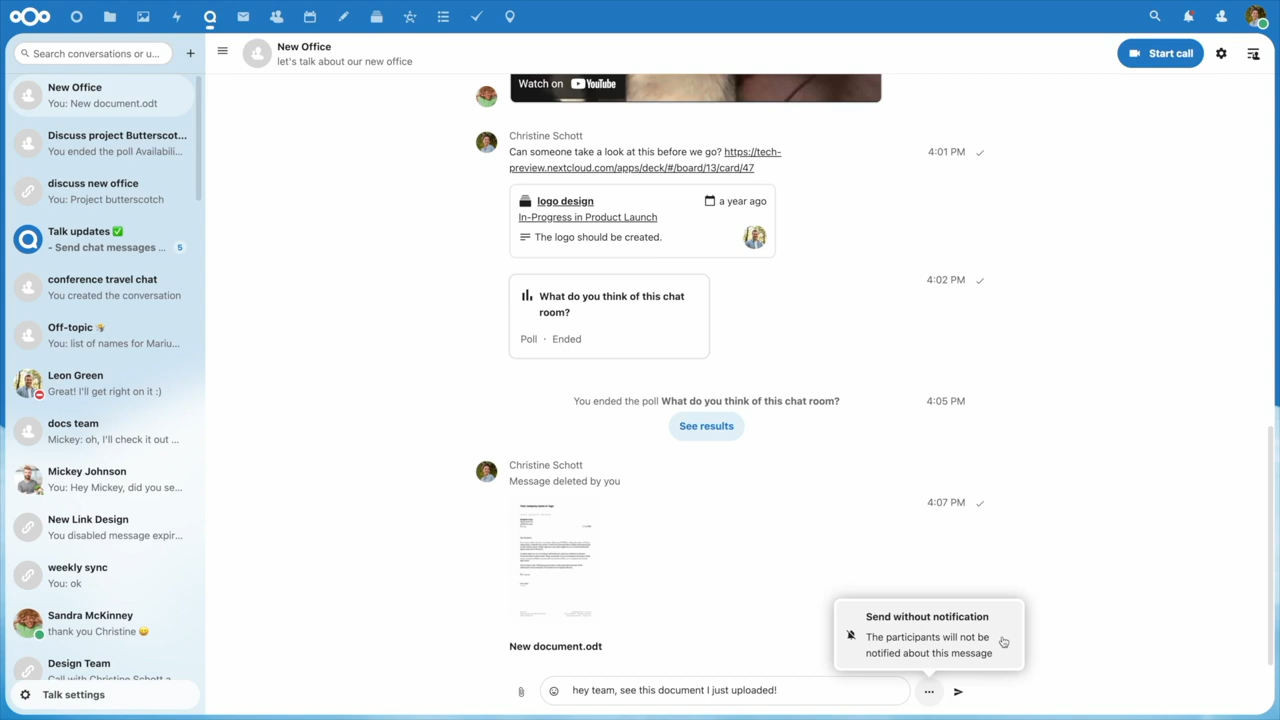 Search conversations or u...
New Office
You: New document.odt
Discuss project Butterscot...
You ended the poll Availabili...
discuss new office
You: Project butterscotch
Talk updates ✅
- Send chat messages ...
5
conference travel chat
You created the conversation
Off-topic
You: list of names for Mariu...
Leon Green
Great! I'll get right on it :)
docs team
Mickey: oh, I'll check it out ...
Mickey Johnson
You: Hey Mickey, did you se...
New Link Design
You disabled message expir...
weekly sync
You: ok
Sandra McKinney
thank you Christine 😀
Design Team
Call with Christine Schott a
Talk settings
New Office
let's talk about our new office
Start call
Watch on YouTube
Christine Schott
Can someone take a look at this before we go? https://tech-
preview.nextcloud.com/apps/deck/#/board/13/card/47
4:01 PM
logo design
a year ago
In-Progress in Product Launch
The logo should be created.
4:02 PM
What do you think of this chat
room?
Poll · Ended
You ended the poll What do you think of this chat room?
4:05 PM
See results
Christine Schott
Message deleted by you
4:07 PM
New document.odt
Send without notification
The participants will not be
notified about this message
hey team, see this document I just uploaded!